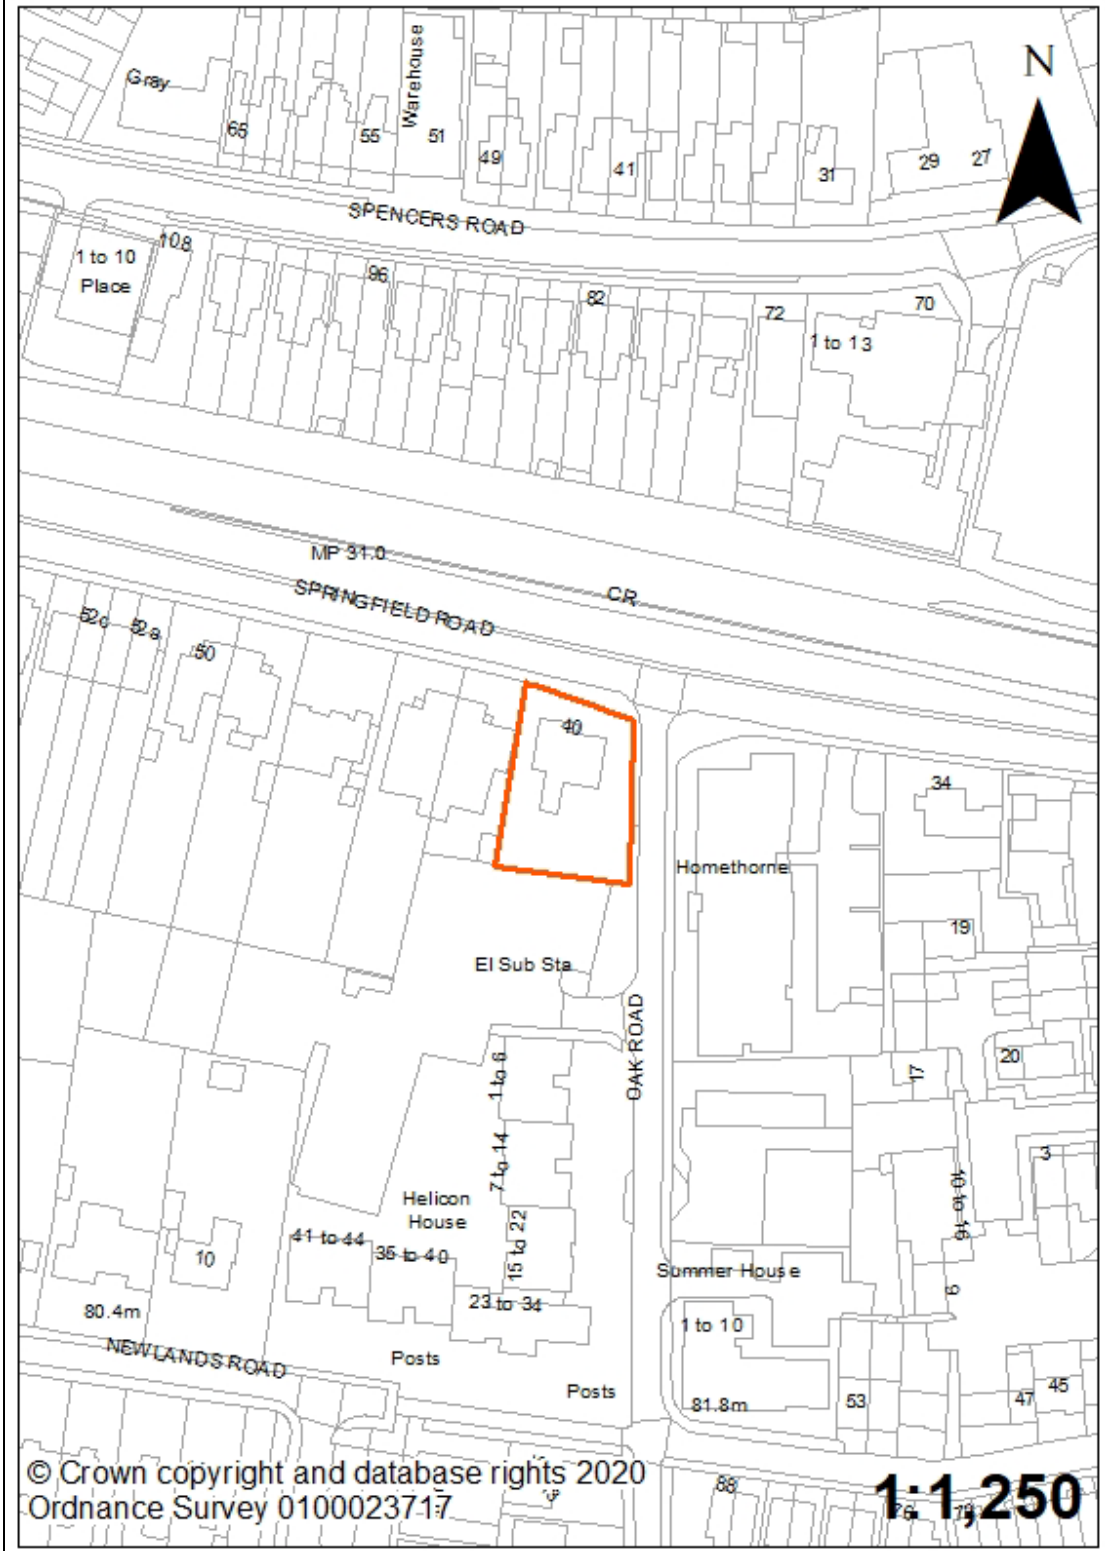 N
Gray
65
55
Warehouse
51
49
41
31
29
27
SPENCERS ROAD
1 to 10
Place
108
96
82
72
70
1 to 13
MP 31.0
CR
SPRINGFIELD ROAD
52c
52a
50
40
34
Homethorne
19
El Sub Sta
OAK ROAD
20
17
1 to 6
7 to 14
3
10 to 16
Helicon
House
15 to 22
41 to 44
35 to 40
10
23 to 34
Summer House
9
80.4m
1 to 10
NEWLANDS ROAD
Posts
Posts
81.8m
53
47
45
88
© Crown copyright and database rights 2020
Ordnance Survey 0100023717
1:1,250